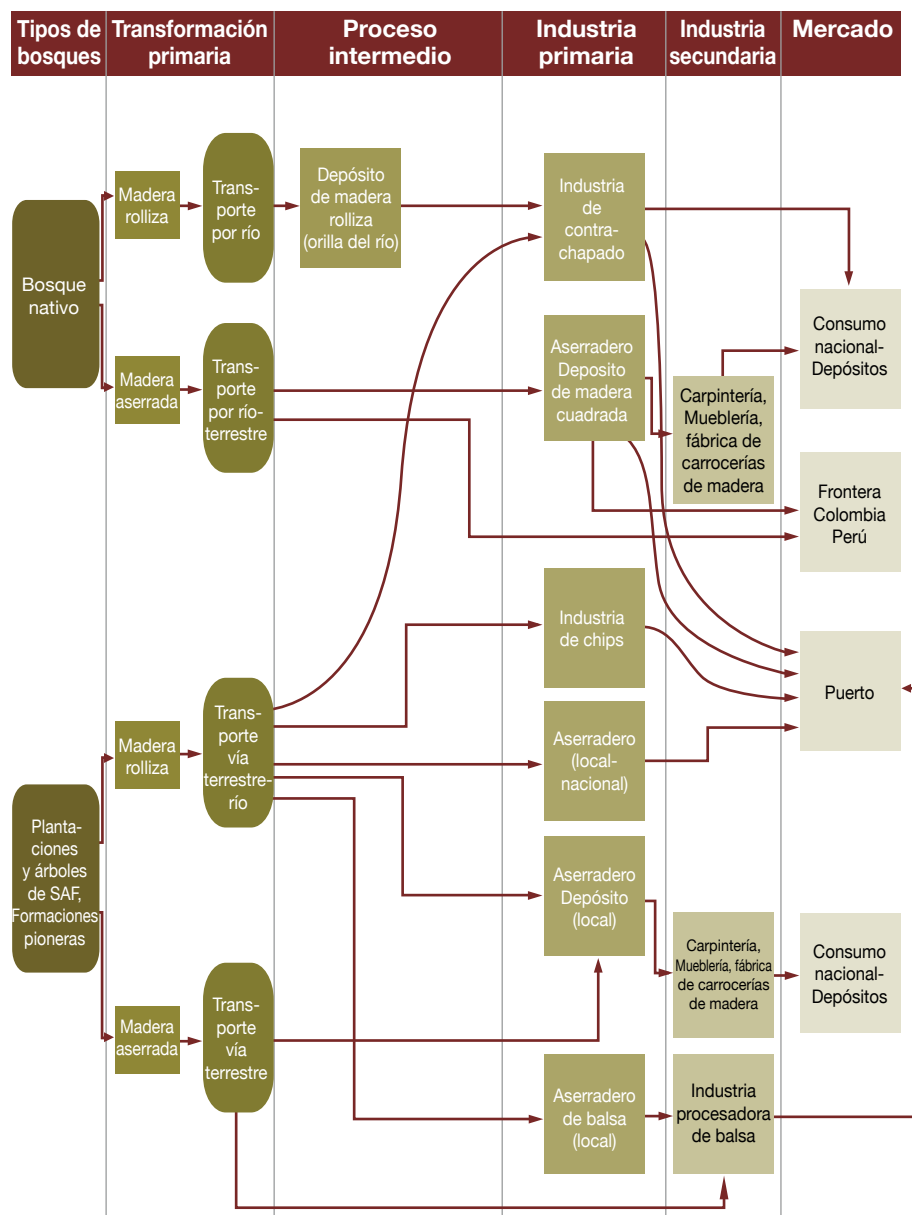 Tipos de
bosques
Transformación
primaria
Proceso
intermedio
Industria
primaria
Industria
secundaria
Mercado
Bosque
nativo
Madera
rolliza
Trans-
porte
por río
Depósito
de madera
rolliza
(orilla del río)
Industria
de
contra-
chapado
Madera
aserrada
Trans-
porte
por río-
terrestre
Aserradero
Deposito
de madera
cuadrada
Carpintería,
Mueblería,
fábrica de
carrocerías
de madera
Consumo
nacional-
Depósitos
Frontera
Colombia
Perú
Industria
de chips
Puerto
Planta-
ciones
y árboles
de SAF,
Formaciones
pioneras
Madera
rolliza
Trans-
porte
vía
terrestre-
río
Aserradero
(local-
nacional)
Aserradero
Depósito
(local)
Carpintería,
Mueblería, fábrica
de carrocerías
de madera
Consumo
nacional-
Depósitos
Madera
aserrada
Trans-
porte
vía
terrestre
Aserradero
de balsa
(local)
Industria
procesadora
de balsa